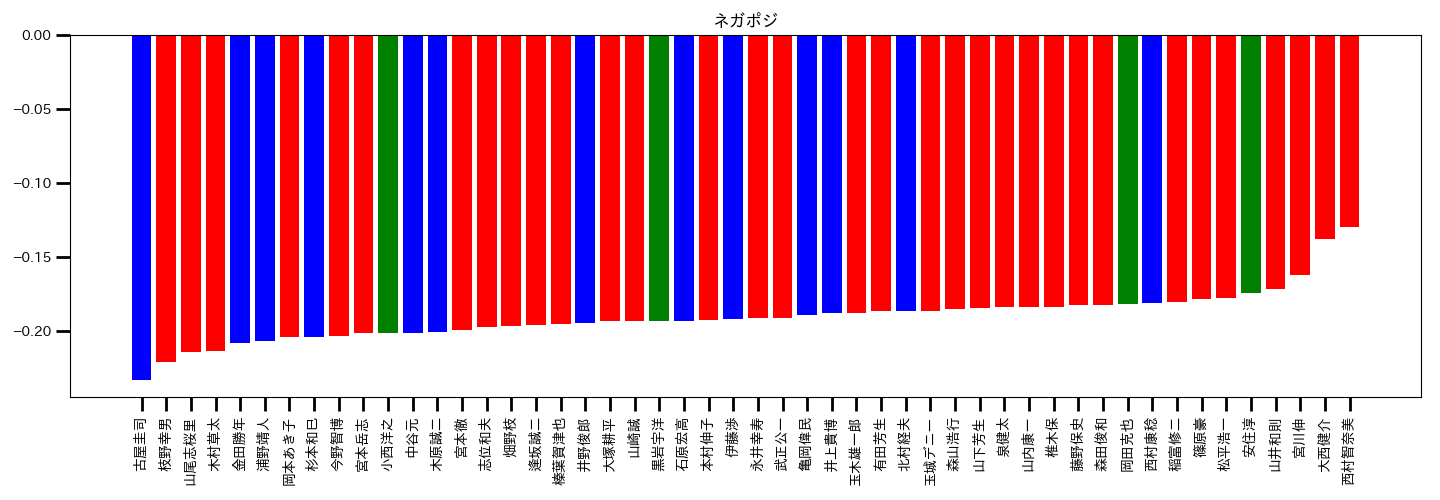 ネガポジ
0.00
−0.05
−0.10
−0.15
−0.20
古屋圭司
枝野幸男
山尾志桜里
木村草太
金田勝年
浦野靖人
岡本あき子
杉本和巳
今野智博
宮本岳志
小西洋之
中谷元
木原誠二
宮本徹
志位和夫
畑野枝
逢坂誠二
榛葉賀津也
井野俊郎
大塚耕平
山崎誠
黒岩宇洋
石原宏高
本村伸子
伊藤渉
永井幸寿
武正公一
亀岡偉民
井上貴博
玉木雄一郎
有田芳生
北村経夫
玉城デニー
森山浩行
山下芳生
泉健太
山内康一
椎木保
藤野保史
森田俊和
岡田克也
西村康稔
稲富修二
篠原豪
松平浩一
安住淳
山井和則
宮川伸
大西健介
西村智奈美